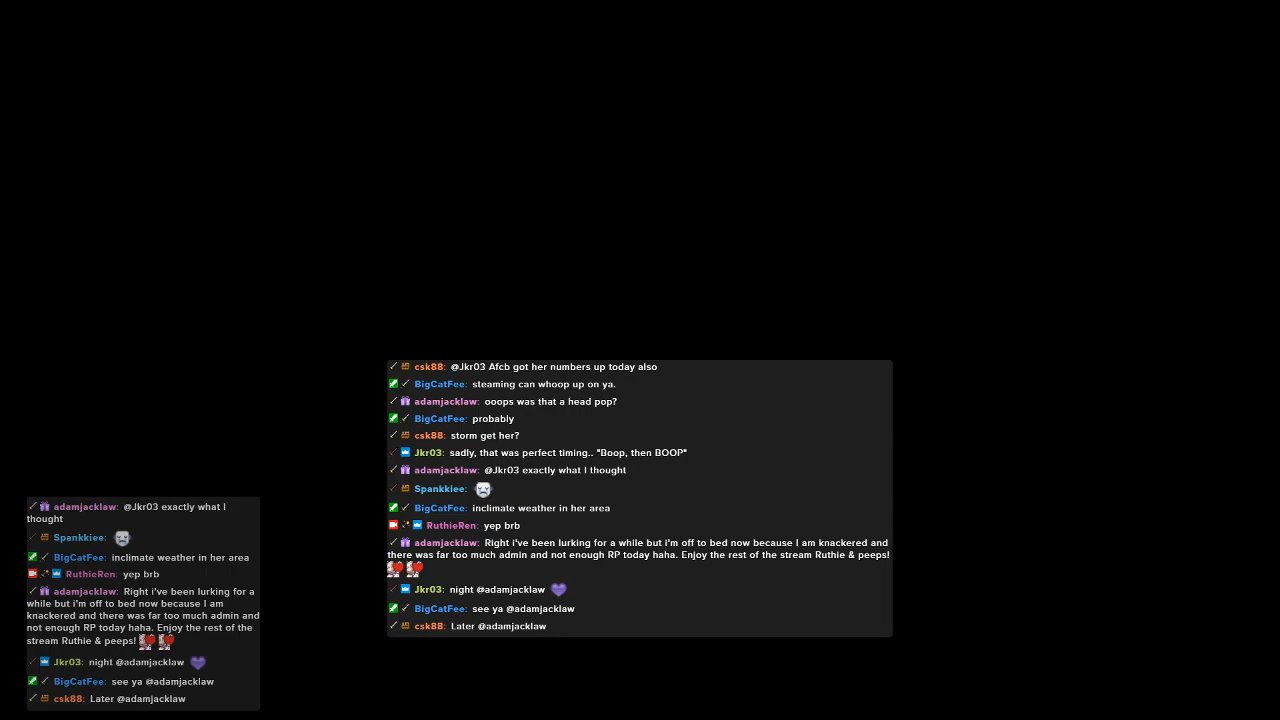 csk88: @Jkr03 Afcb got her numbers up today also
BigCatFee: steaming can whoop up on ya.
adamjacklaw: ooops was that a head pop?
BigCatFee: probably
csk88: storm get her?
Jkr03: sadly, that was perfect timing.. "Boop, then BOOP"
adamjacklaw: @Jkr03 exactly what I thought
Spankkiee:
BigCatFee: inclimate weather in her area
RuthieRen: yep brb
adamjacklaw: Right i've been lurking for a while but i'm off to bed now because I am knackered and
there was far too much admin and not enough RP today haha. Enjoy the rest of the stream Ruthie & peeps!
Jkr03: night @adamjacklaw
BigCatFee: see ya @adamjacklaw
csk88: Later @adamjacklaw
adamjacklaw: @Jkr03 exactly what I
thought
Spankkiee:
BigCatFee: inclimate weather in her area
RuthieRen: yep brb
adamjacklaw: Right i've been lurking for a
while but i'm off to bed now because I am
knackered and there was far too much admin and
not enough RP today haha. Enjoy the rest of the
stream Ruthie & peeps!
Jkr03: night @adamjacklaw
BigCatFee: see ya @adamjacklaw
csk88: Later @adamjacklaw